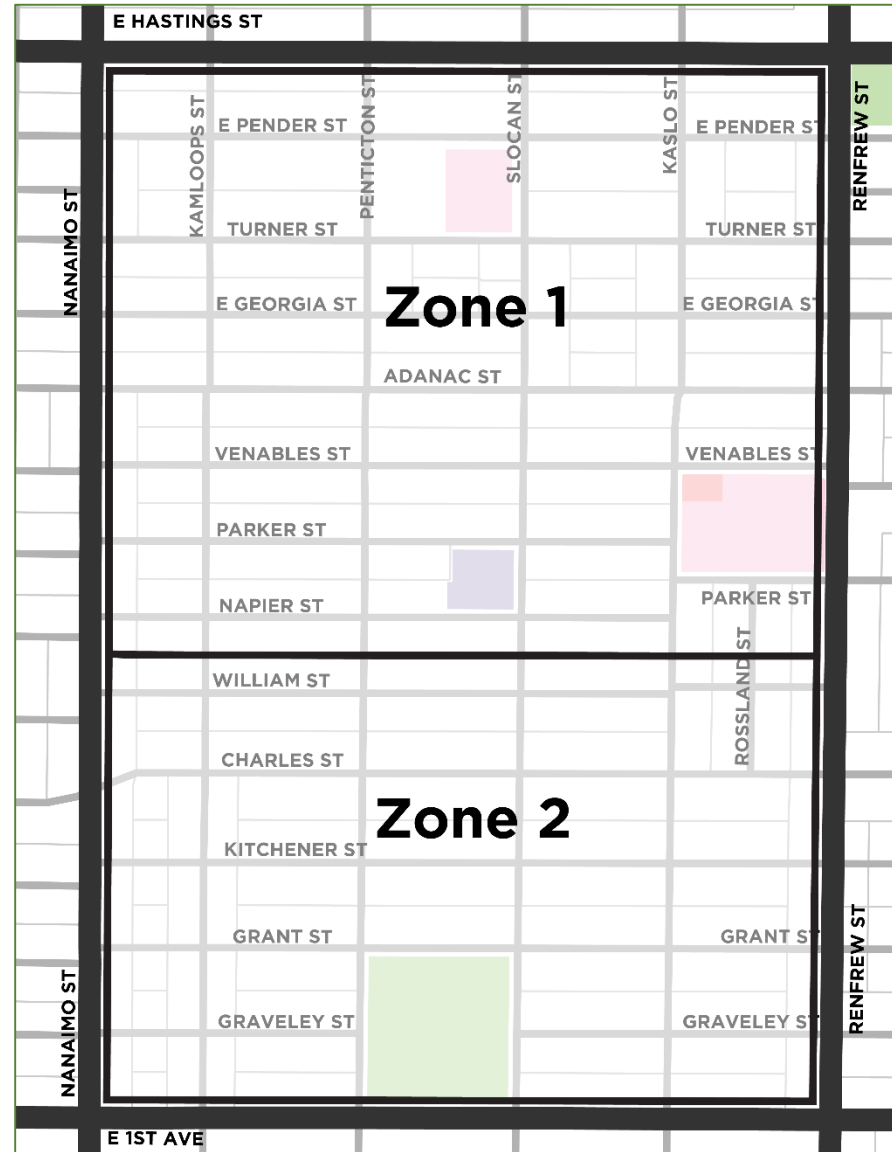 E HASTINGS ST
NANAIMO ST
KAMLOOPS ST
PENTICTON ST
SLOCAN ST
KASLO ST
RENFREW ST
E PENDER ST
E PENDER ST
TURNER ST
TURNER ST
E GEORGIA ST
Zone 1
E GEORGIA ST
ADANAC ST
VENABLES ST
VENABLES ST
PARKER ST
NAPIER ST
PARKER ST
ROSSLAND ST
WILLIAM ST
CHARLES ST
Zone 2
KITCHENER ST
GRANT ST
GRANT ST
RENFREW ST
NANAIMO ST
GRAVELEY ST
GRAVELEY ST
E 1ST AVE